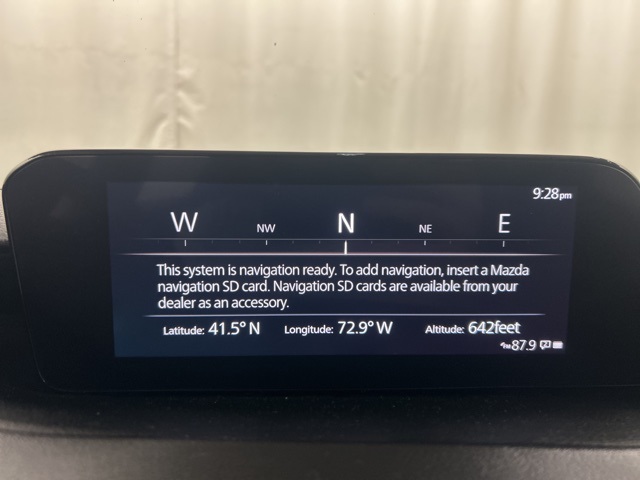 9:28pm
W NW N NE E
This system is navigation ready. To add navigation, insert a Mazda
navigation SD card. Navigation SD cards are available from your
dealer as an accessory.
Latitude: 41.5° N Longitude: 72.9° W Altitude: 642feet
FM 87.9